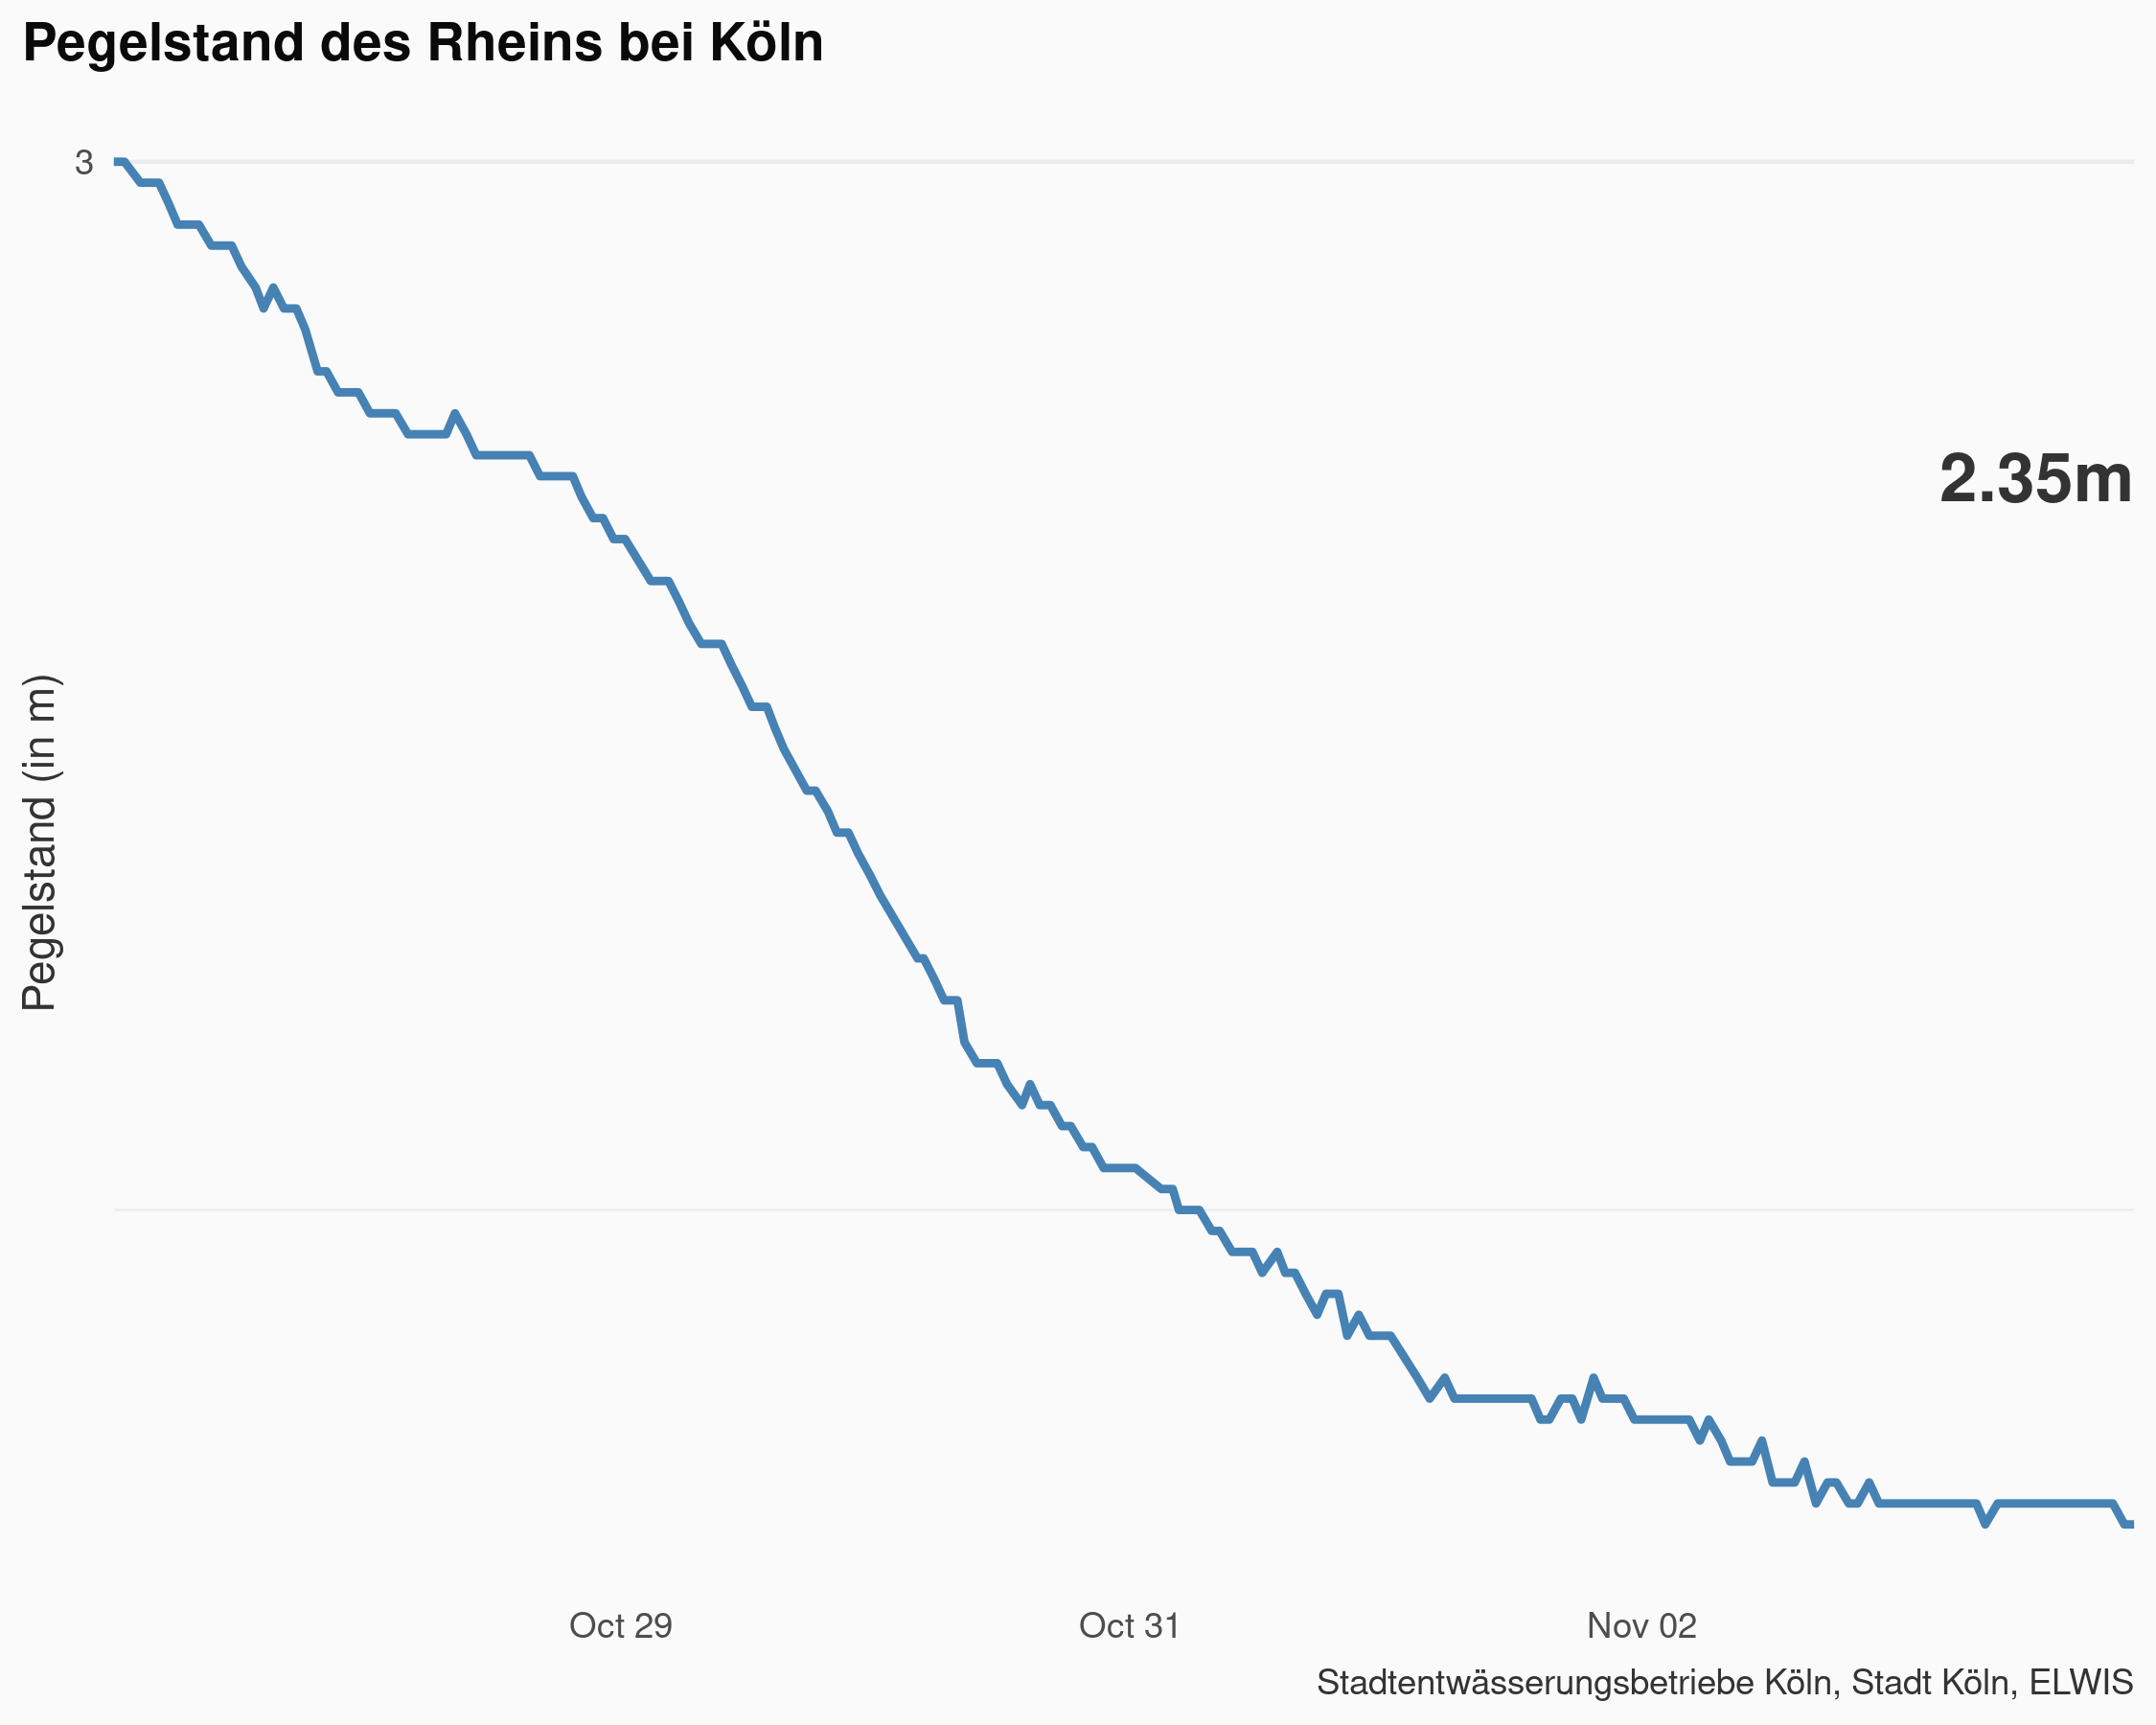 Pegelstand des Rheins bei Köln
3
2.35m
Pegelstand (in m)
Oct 29
Oct 31
Nov 02
Stadtentwässerungsbetriebe Köln, Stadt Köln, ELWIS